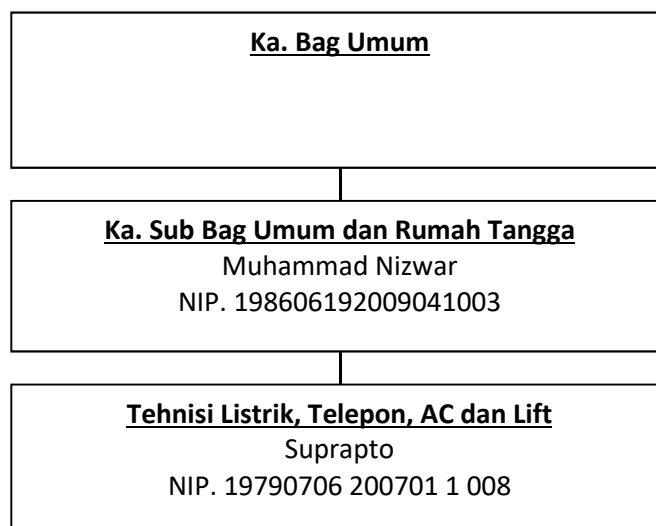 Ka. Bag Umum
Ka. Sub Bag Umum dan Rumah Tangga
Muhammad Nizwar
NIP. 198606192009041003
Tehnisi Listrik, Telepon, AC dan Lift
Suprapto
NIP. 19790706 200701 1 008